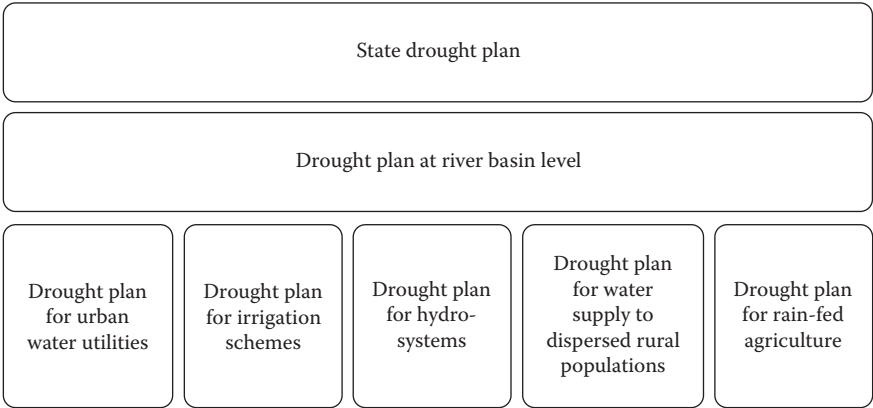 State drought plan
Drought plan at river basin level
Drought plan
for urban
water utilities
Drought plan
for irrigation
schemes
Drought plan
for hydro-
systems
Drought plan
for water
supply to
dispersed rural
populations
Drought plan
for rain-fed
agriculture